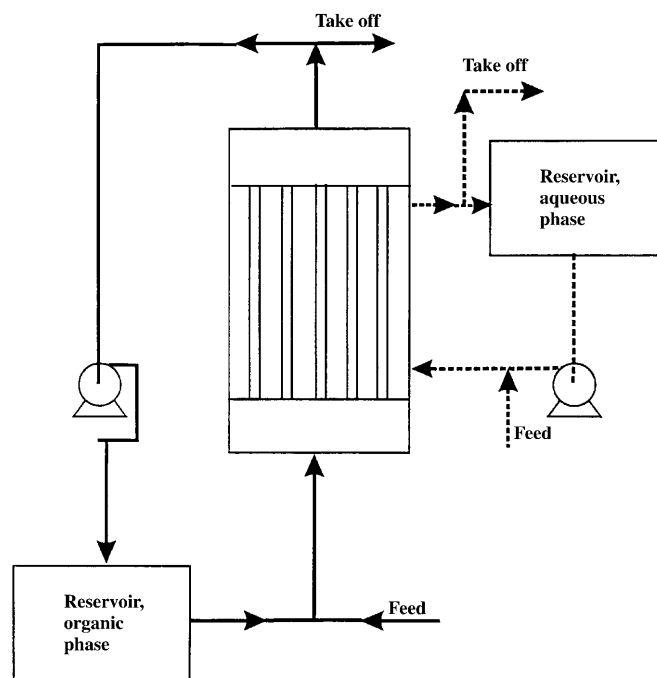 Take off
Take off
Reservoir,
aqueous
phase
Feed
Reservoir,
organic
phase
Feed